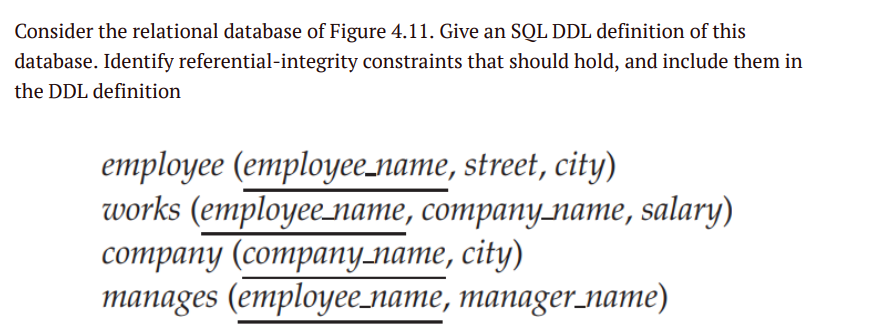 Consider the relational database of Figure 4.11. Give an SQL DDL definition of this
database. Identify referential-integrity constraints that should hold, and include them in
the DDL definition
employee (employee_name, street, city)
works (employee_name, company_name, salary)
company (company_name, city)
manages (employee_name, manager_name)